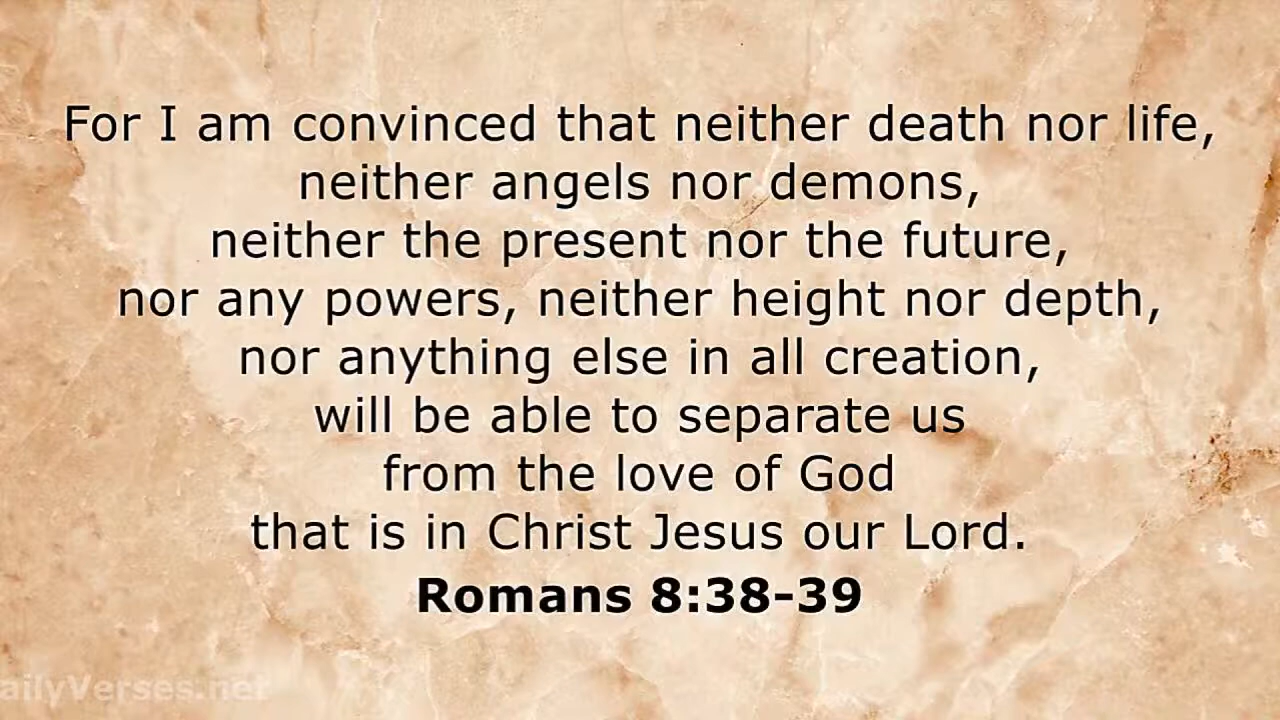 For I am convinced that neither death nor life,
neither angels nor demons,
neither the present nor the future,
nor any powers, neither height nor depth,
nor anything else in all creation,
will be able to separate us
from the love of God
that is in Christ Jesus our Lord.
Romans 8:38-39
ailyVerses.net